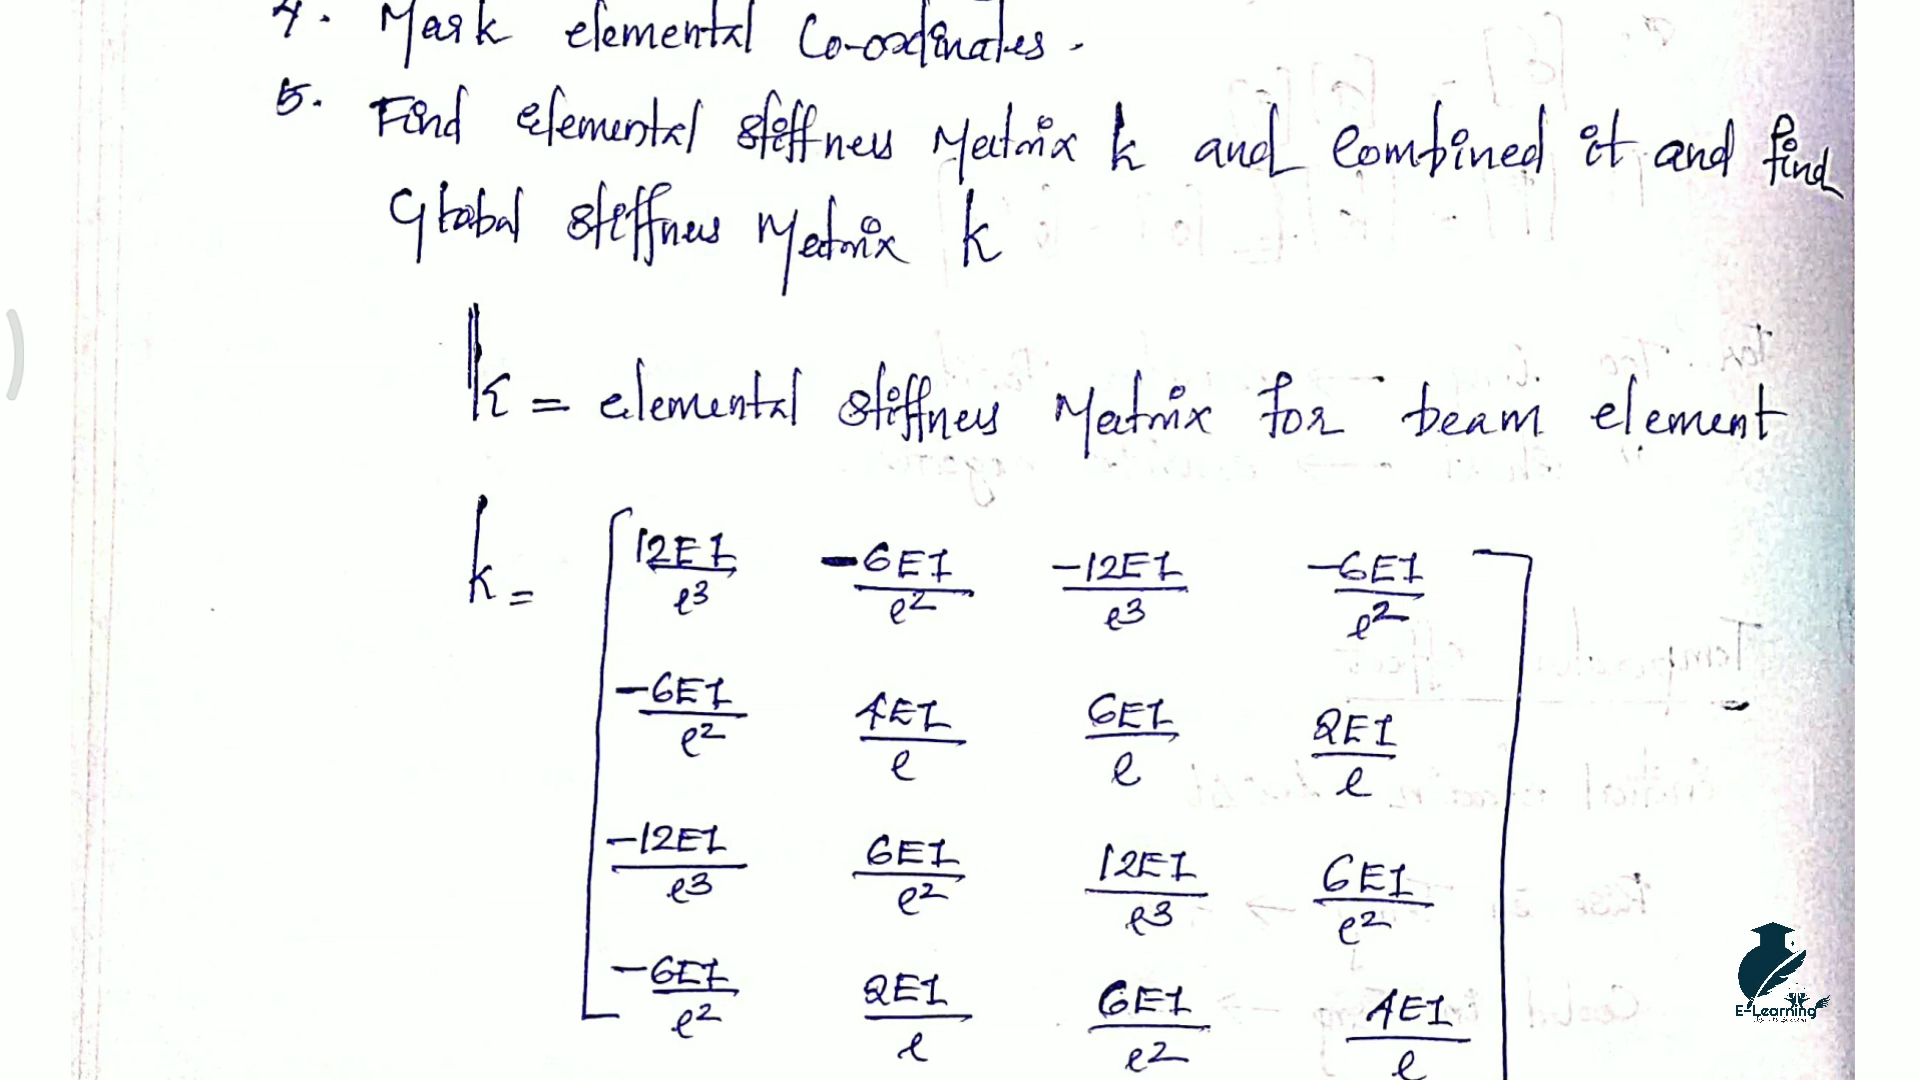 4. Mark elemental Co-ordinates.
5. Find elemental stiffness Matrix k and Combined it and find
Global stiffness Matrix k
k = elemental stiffness Matrix for beam element
k = [ 12EI/l³ -6EI/l² -12EI/l³ -6EI/l²
-6EI/l² 4EI/l 6EI/l 2EI/l
-12EI/l³ 6EI/l² 12EI/l³ 6EI/l²
-6EI/l² 2EI/l 6EI/l² 4EI/l ]
E-Learning